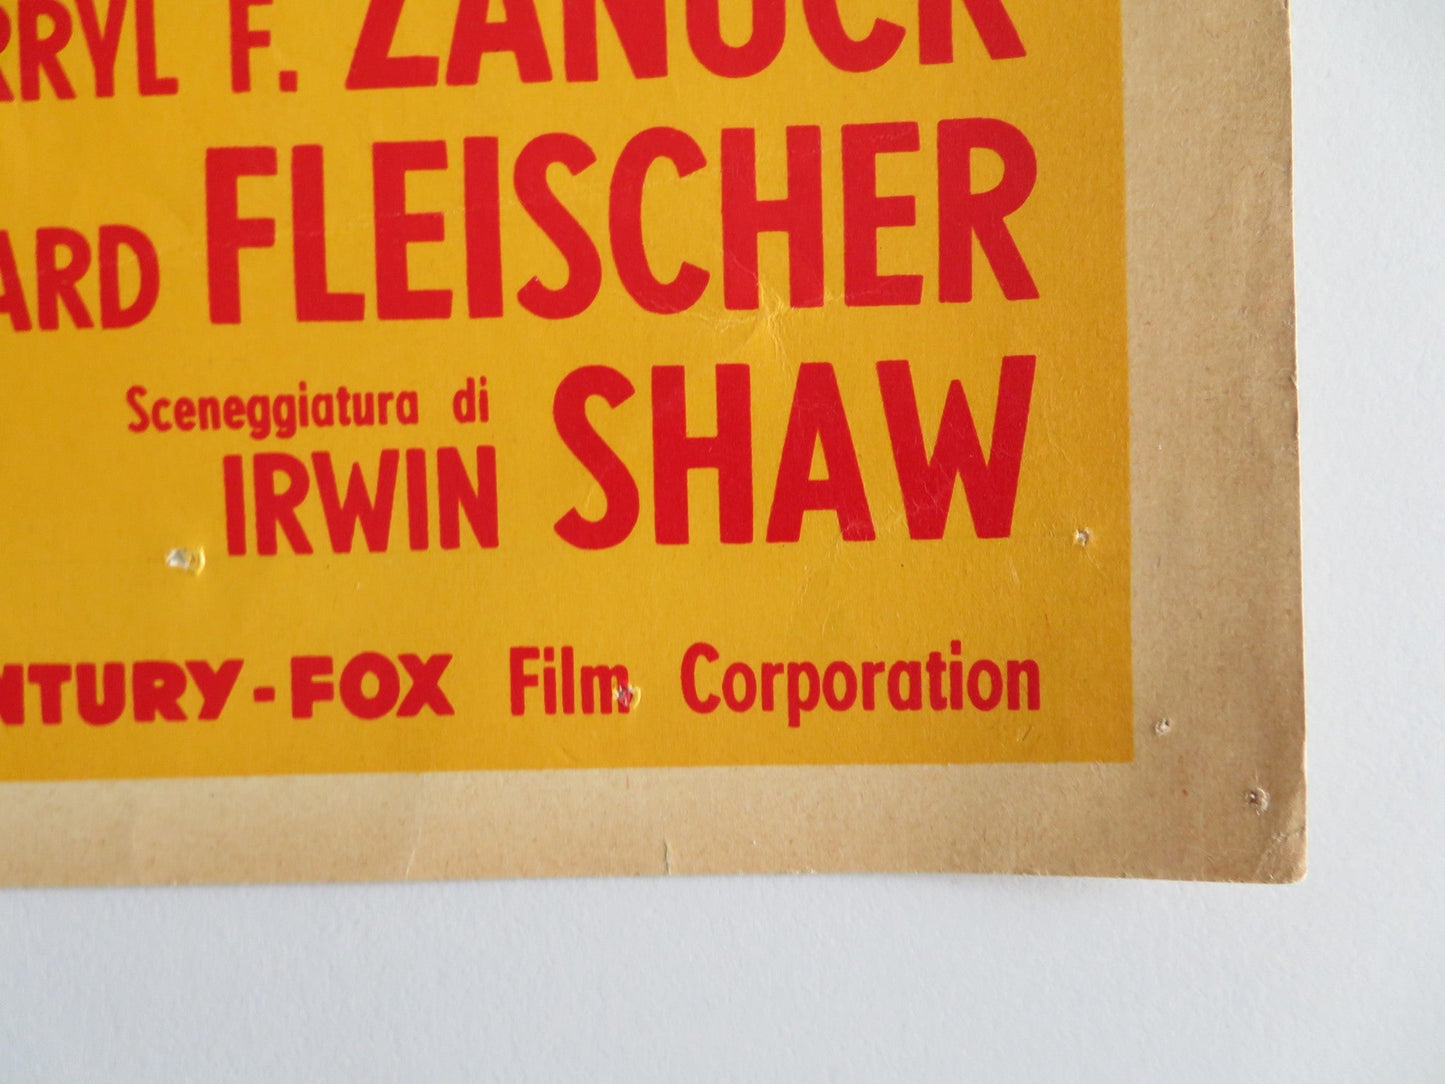 RRYL F. ZANUCK
ARD FLEISCHER
Sceneggiatura di
IRWIN SHAW
NTURY-FOX Film Corporation